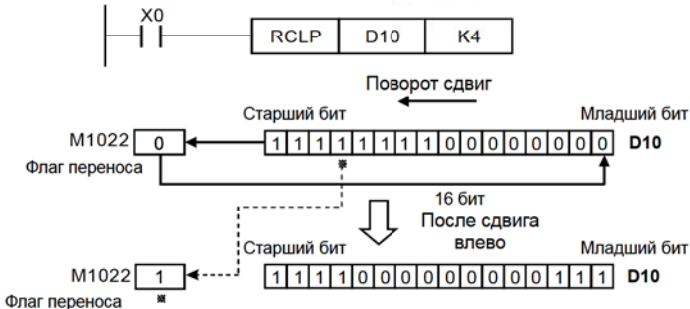 X0
RCLP D10 K4
Поворот сдвиг
Старший бит Младший бит
M1022 0 1 1 1 1 1 1 1 1 0 0 0 0 0 0 0 0 D10
Флаг переноса ※
16 бит
После сдвига
влево
Старший бит Младший бит
M1022 1 1 1 1 1 0 0 0 0 0 0 0 0 0 1 1 1 D10
Флаг переноса ※